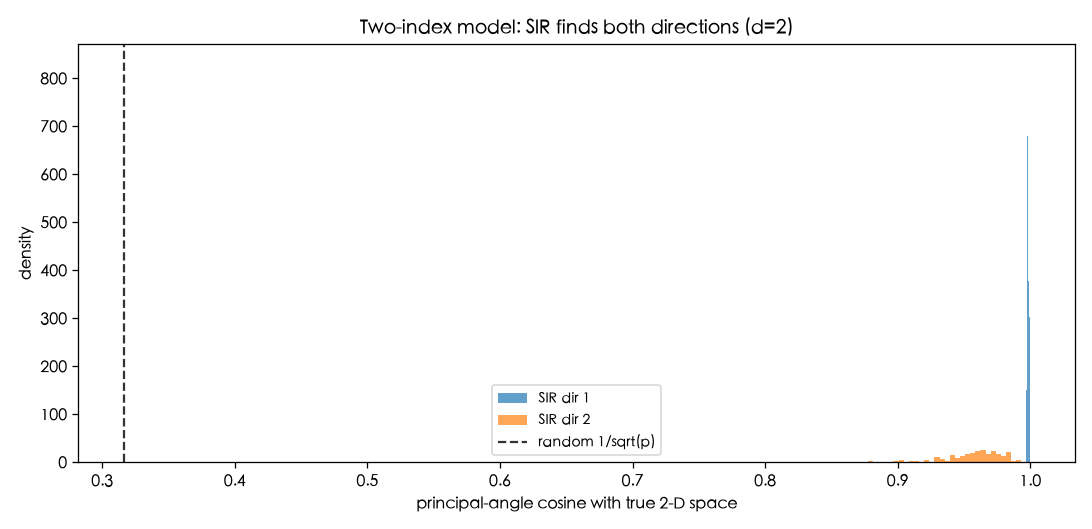 Two-index model: SIR finds both directions (d=2)
density
800
700
600
500
400
300
200
100
0
SIR dir 1
SIR dir 2
random 1/sqrt(p)
0.3 0.4 0.5 0.6 0.7 0.8 0.9 1.0
principal-angle cosine with true 2-D space